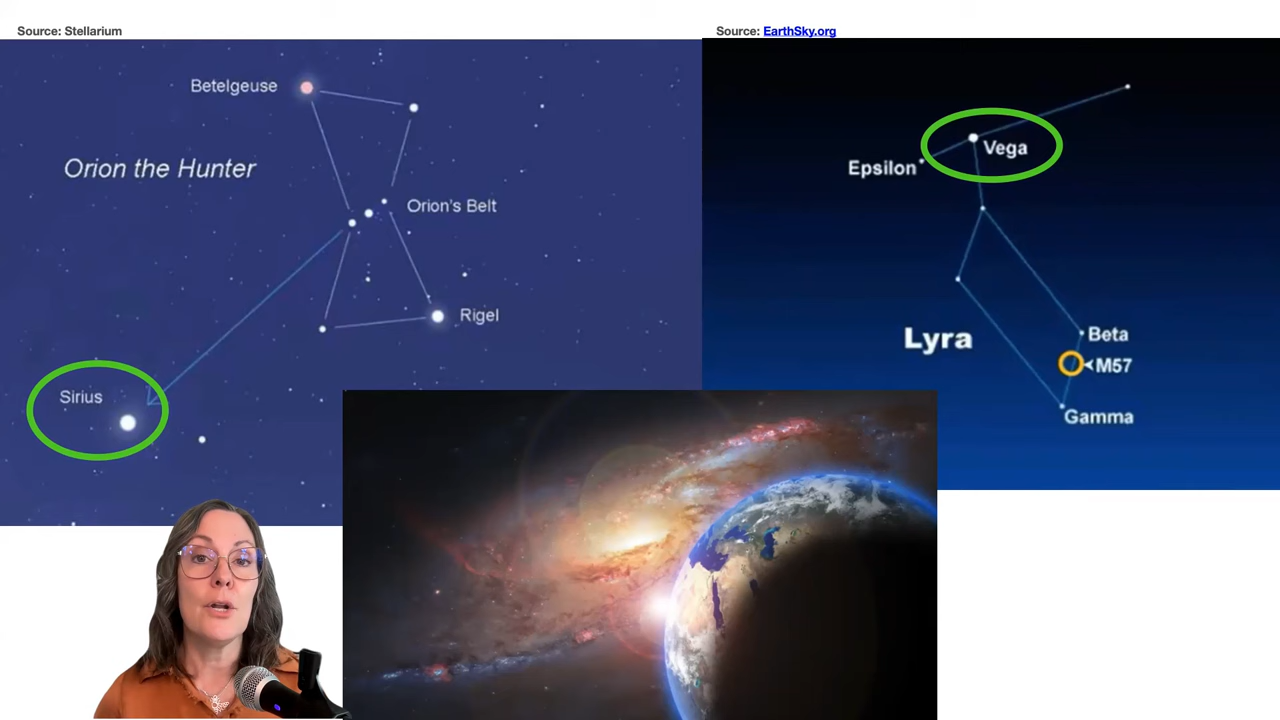 Source: Stellarium
Source: EarthSky.org
Betelgeuse
Orion the Hunter
Orion's Belt
Rigel
Sirius
Vega
Epsilon
Lyra
Beta
M57
Gamma